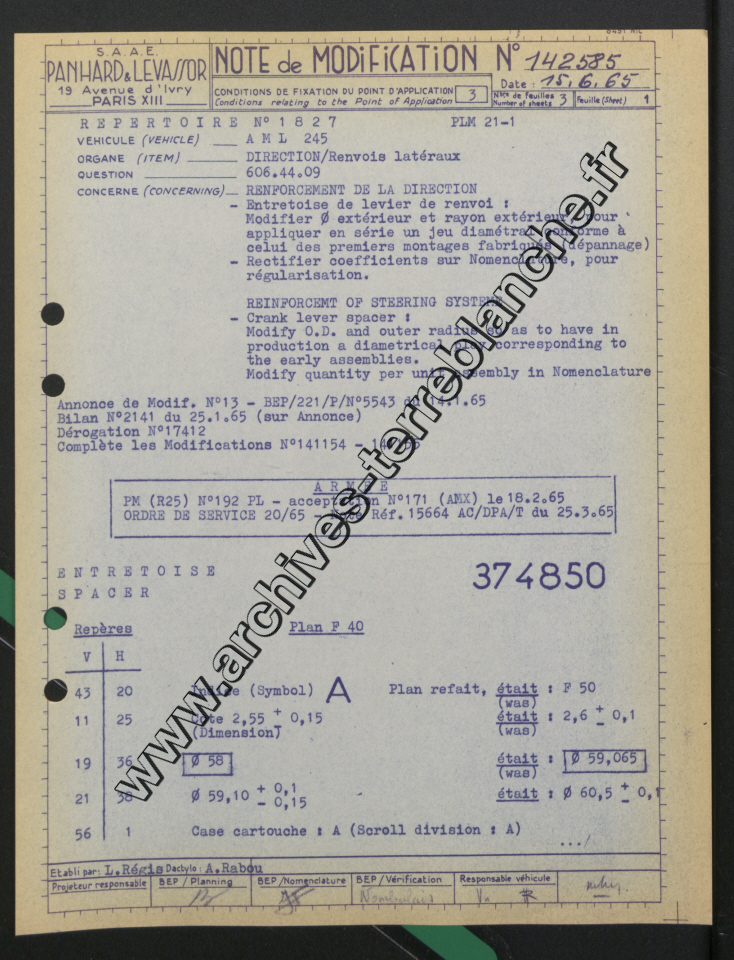 S.A.A.E.
PANHARD & LEVASSOR
19 Avenue d'Ivry
PARIS XIII
NOTE de MODIFICATION N° 142585
CONDITIONS DE FIXATION DU POINT D'APPLICATION 3
Conditions relating to the Point of Application
Date : 15.6.65
Nbre de feuilles 3 Feuille (Sheet) 1
Number of sheets
REPERTOIRE N° 1827 PLM 21-1
VEHICULE (VEHICLE) AML 245
ORGANE (ITEM) DIRECTION/Renvois latéraux
QUESTION 606.44.09
CONCERNE (CONCERNING) RENFORCEMENT DE LA DIRECTION
- Entretoise de levier de renvoi :
Modifier Ø extérieur et rayon extérieur, pour
appliquer en série un jeu diamétral conforme à
celui des premiers montages fabriqués (dépannage)
- Rectifier coefficients sur Nomenclature, pour
régularisation.
REINFORCEMT OF STEERING SYSTEME
- Crank lever spacer :
Modify O.D. and outer radius so as to have in
production a diametrical play corresponding to
the early assemblies.
Modify quantity per unit assembly in Nomenclature
Annonce de Modif. N°13 - BEP/221/P/N°5543 du 14.1.65
Bilan N°2141 du 25.1.65 (sur Annonce)
Dérogation N°17412
Complète les Modifications N°141154 -
ARMEE
PM (R25) N°192 PL - acceptation N°171 (AMX) le 18.2.65
ORDRE DE SERVICE 20/65 - Réf. 15664 AC/DPA/T du 25.3.65
ENTRETOISE
SPACER
374850
Repères Plan F 40
V H
43 20 Indice (Symbol) A Plan refait, était : F 50
(was)
11 25 Cote 2,55 ± 0,15 était : 2,6 ± 0,1
(Dimension) (was)
19 36 Ø 58 était : Ø 59,065
(was)
21 38 Ø 59,10 + 0,1 - 0,15 était : Ø 60,5 ± 0,1
56 1 Case cartouche : A (Scroll division : A)
.../
Etabli par : L.Régis Dactylo : A.Rabou
Projeteur responsable BEP / Planning BEP / Nomenclature BEP / Vérification Responsable véhicule
www.archives-terreblanche.fr